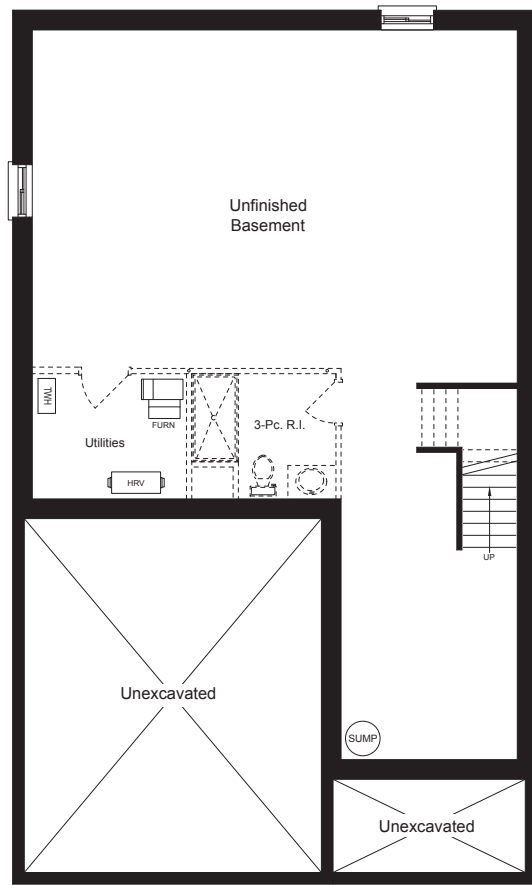 Unfinished
Basement
TWH
FURN
3-Pc. R.I.
Utilities
HRV
UP
Unexcavated
SUMP
Unexcavated